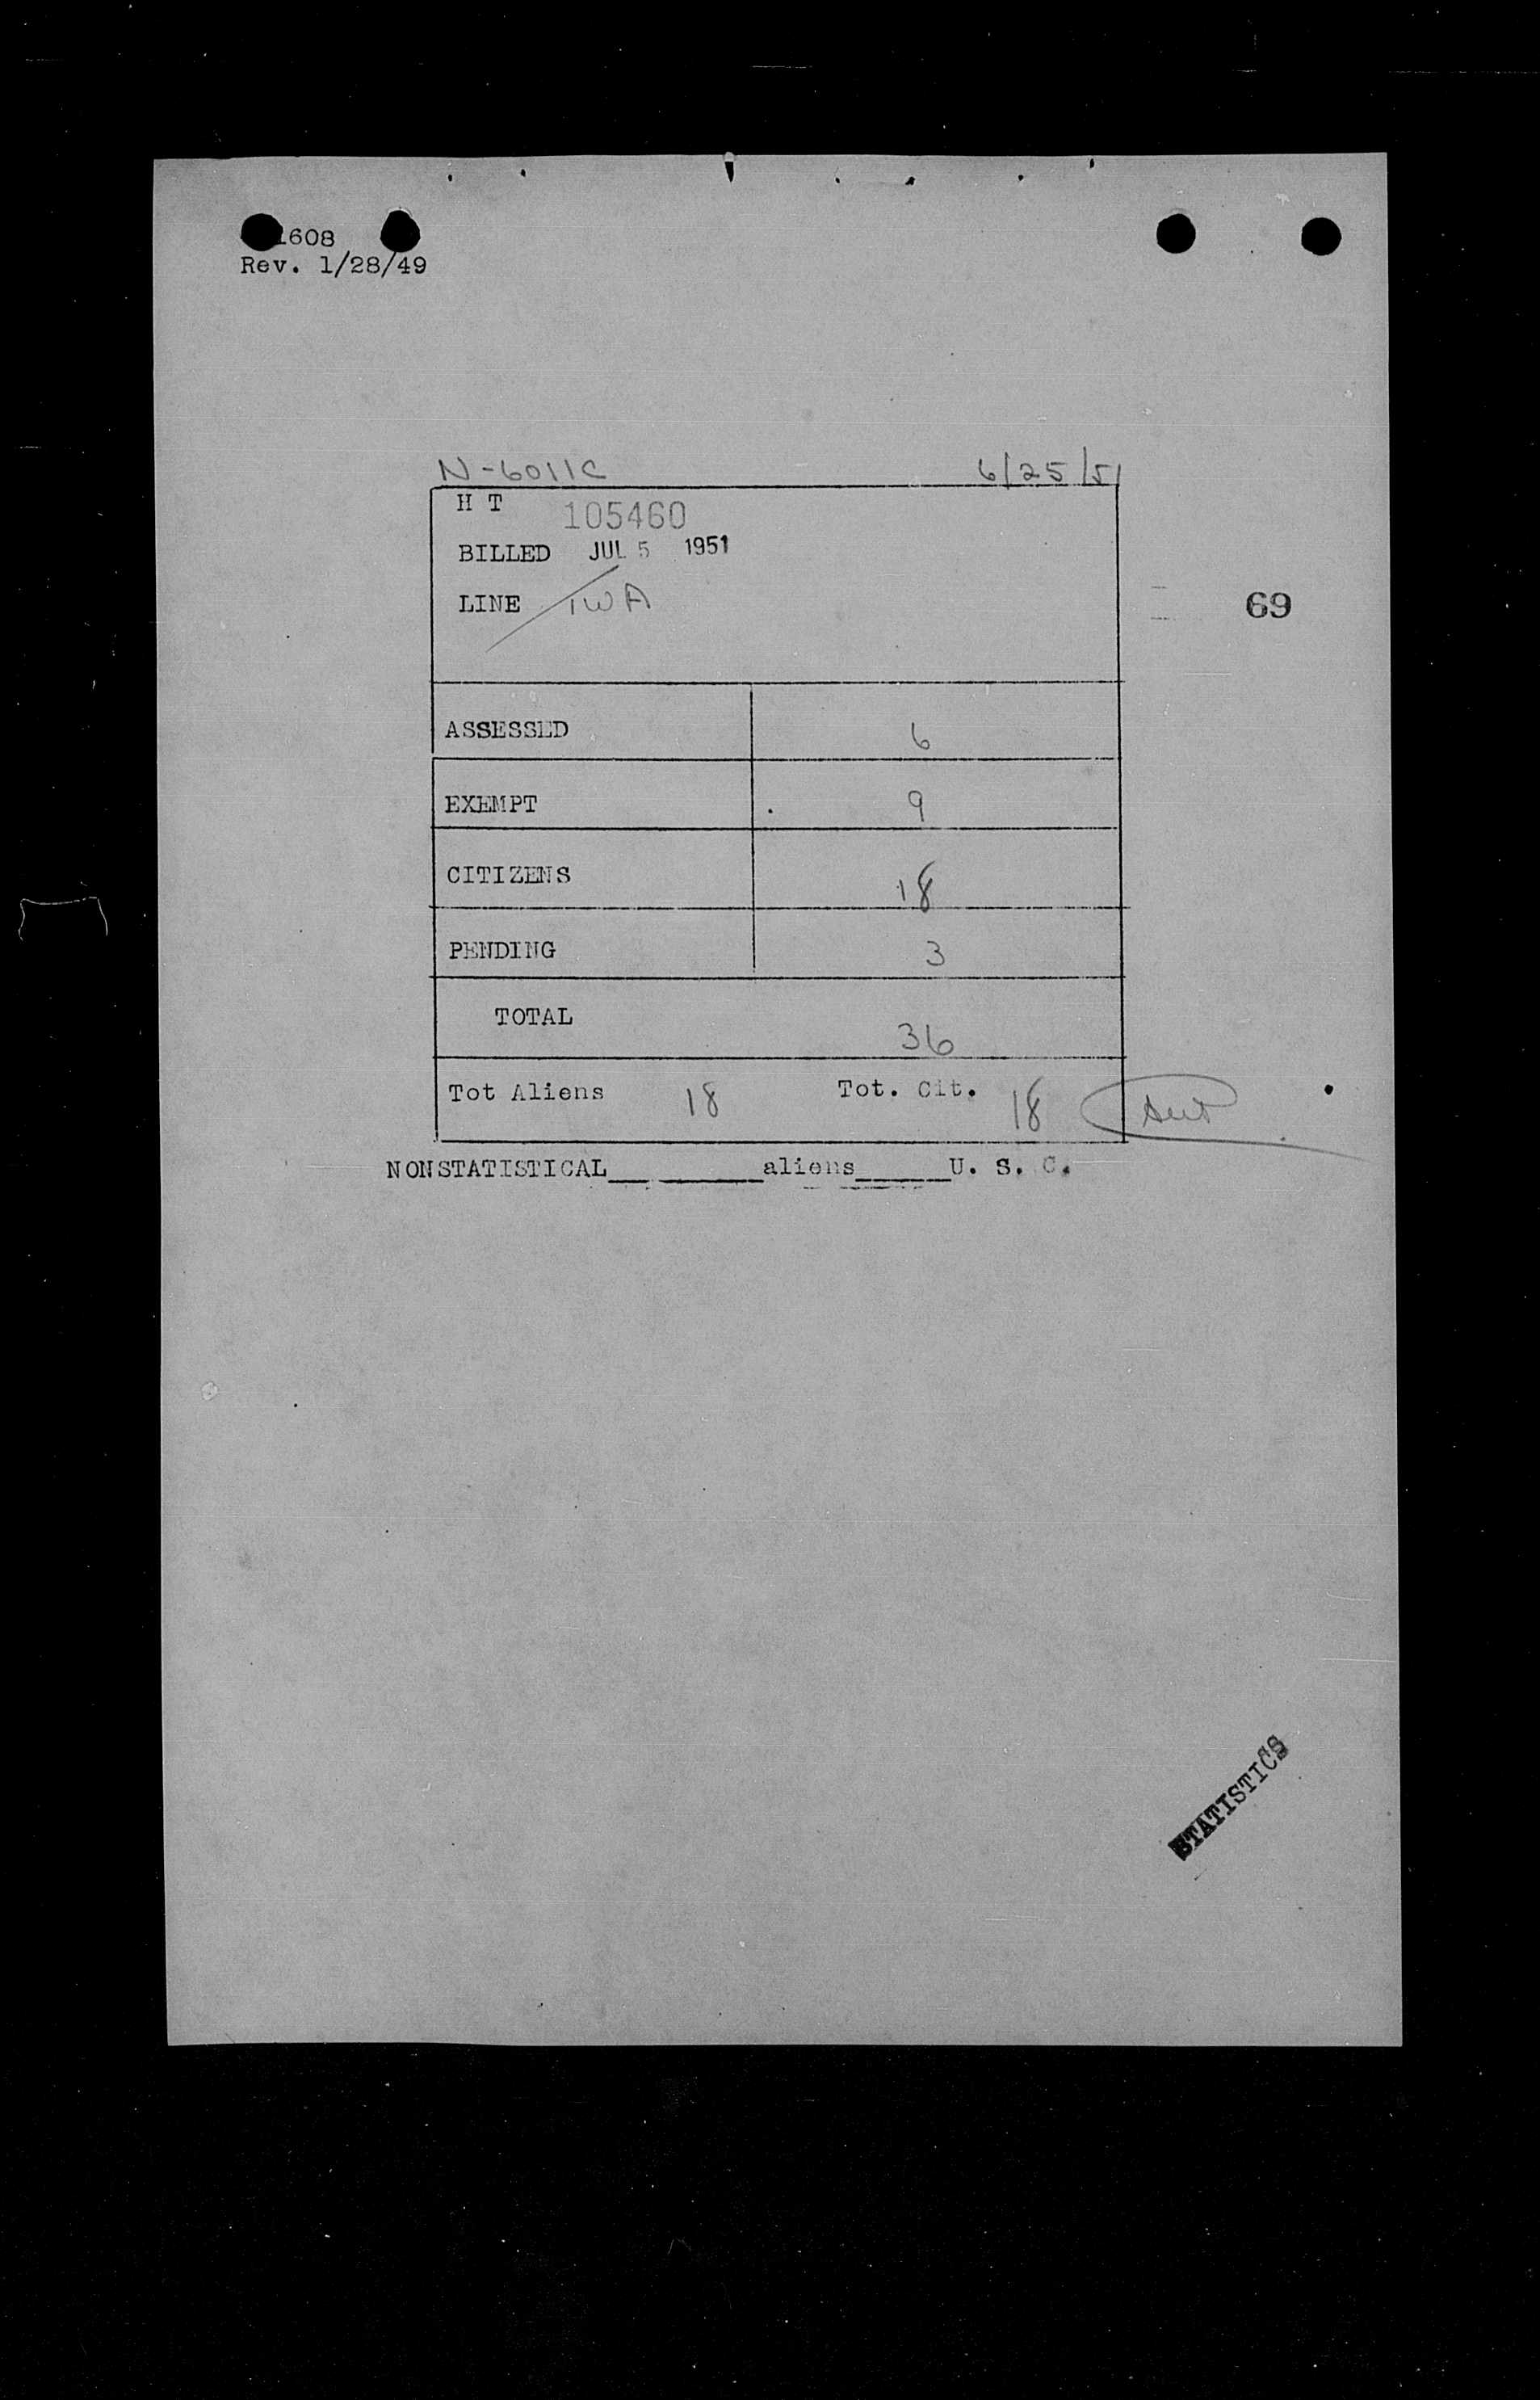 1608
Rev. 1/28/49
N-6011C 6/25/51
H T 105460
BILLED JUL 5 1951
LINE TWA
69
ASSESSED 6
EXEMPT 9
CITIZENS 18
PENDING 3
TOTAL 36
Tot Aliens 18 Tot. Cit. 18
NONSTATISTICAL aliens U. S. C.
STATISTICS